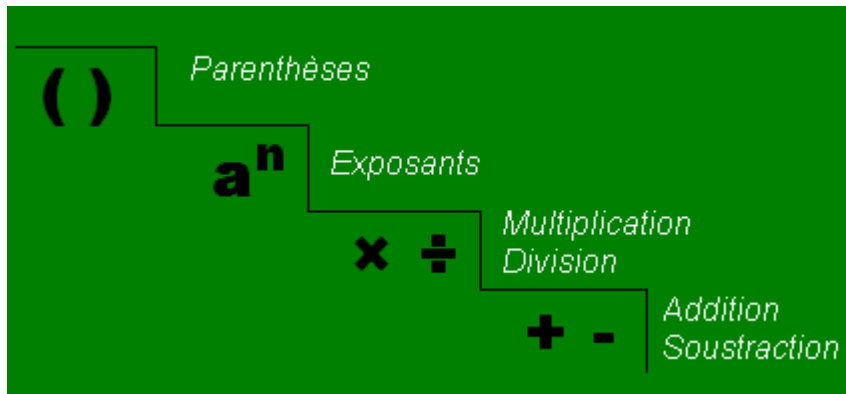 ( ) Parenthèses
aⁿ Exposants
× ÷ Multiplication
Division
+ - Addition
Soustraction